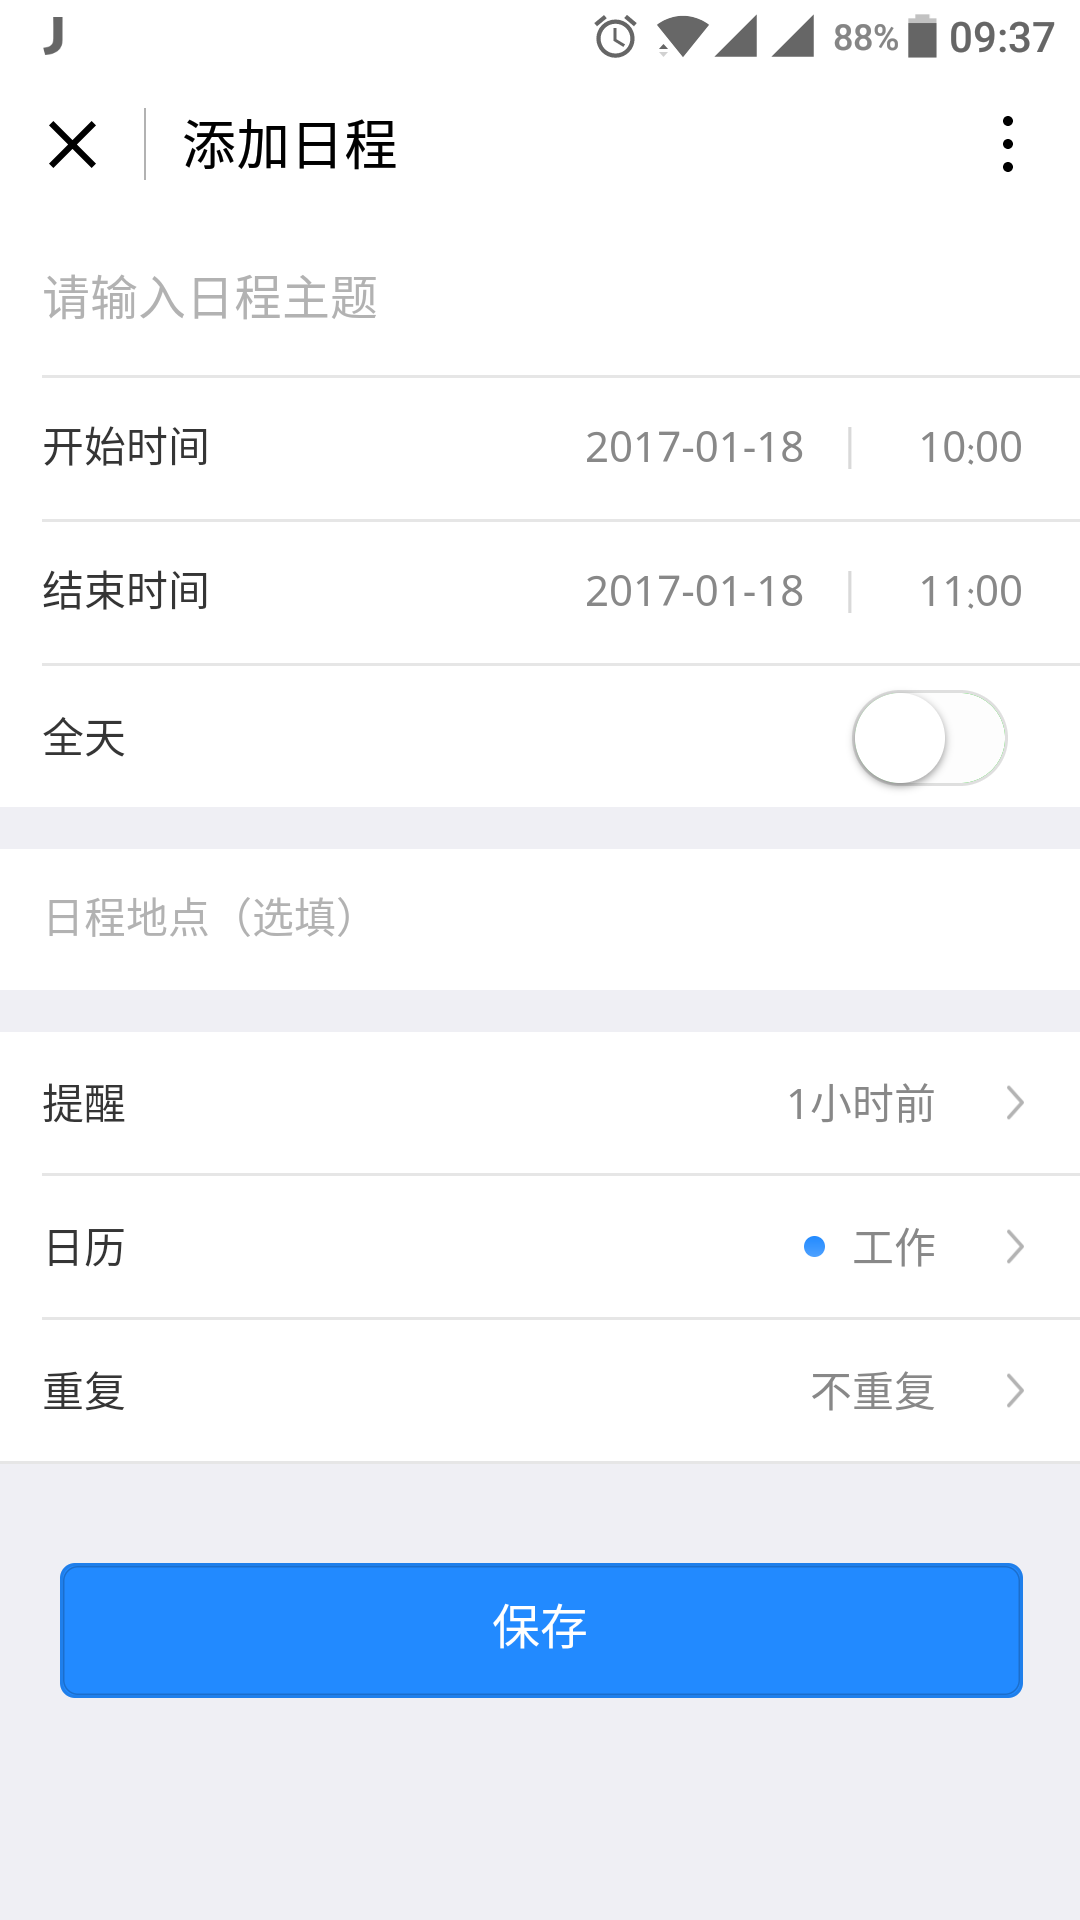 88% 09:37
添加日程
请输入日程主题
开始时间 2017-01-18 10:00
结束时间 2017-01-18 11:00
全天
日程地点（选填）
提醒 1小时前
日历 工作
重复 不重复
保存